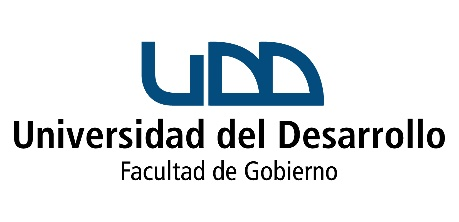 UDD
Universidad del Desarrollo
Facultad de Gobierno